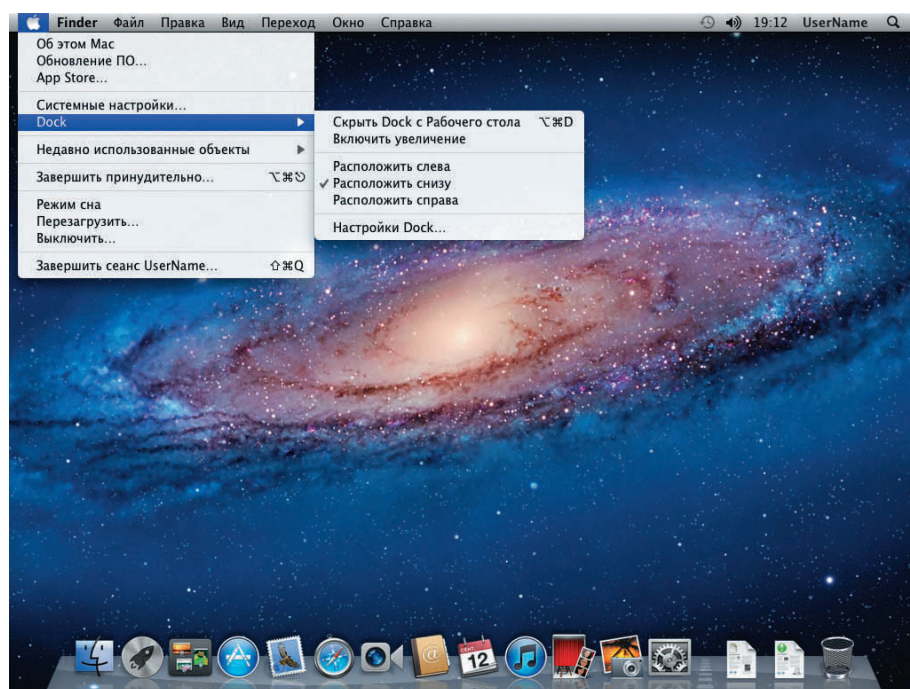 Finder Файл Правка Вид Переход Окно Справка 19:12 UserName
Об этом Mac
Обновление ПО...
App Store...
Системные настройки...
Dock
Недавно использованные объекты
Завершить принудительно... ⌥⌘⎋
Режим сна
Перезагрузить...
Выключить...
Завершить сеанс UserName... ⇧⌘Q
Скрыть Dock с Рабочего стола ⌥⌘D
Включить увеличение
Расположить слева
✓ Расположить снизу
Расположить справа
Настройки Dock...
@
СЕНТ.
12